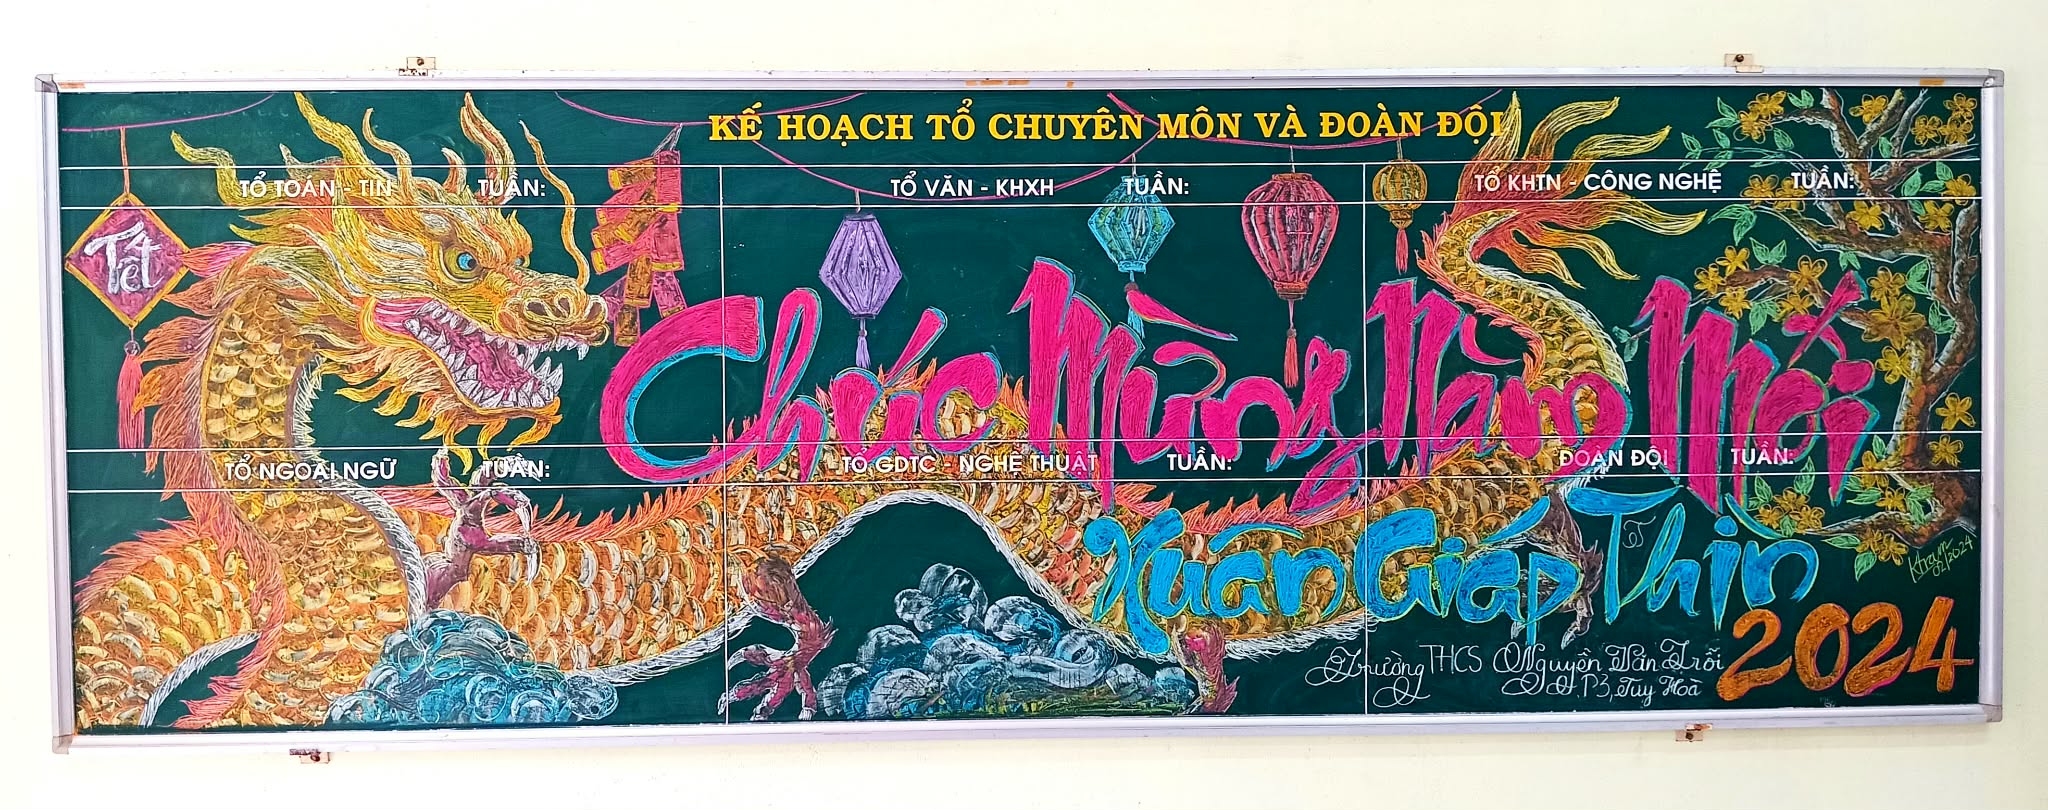 KẾ HOẠCH TỔ CHUYÊN MÔN VÀ ĐOÀN ĐỘI
TỔ TOÁN - TIN TUẦN:
TỔ VĂN - KHXH TUẦN:
TỔ KHTN - CÔNG NGHỆ TUẦN:
Tết
Chúc Mừng Năm Mới
TỔ NGOẠI NGỮ TUẦN:
TỔ GDTC - NGHỆ THUẬT TUẦN:
ĐOÀN ĐỘI TUẦN:
Xuân Giáp Thìn
2024
Trường THCS Nguyễn Văn Trỗi
P3, Tuy Hoà
02/2024